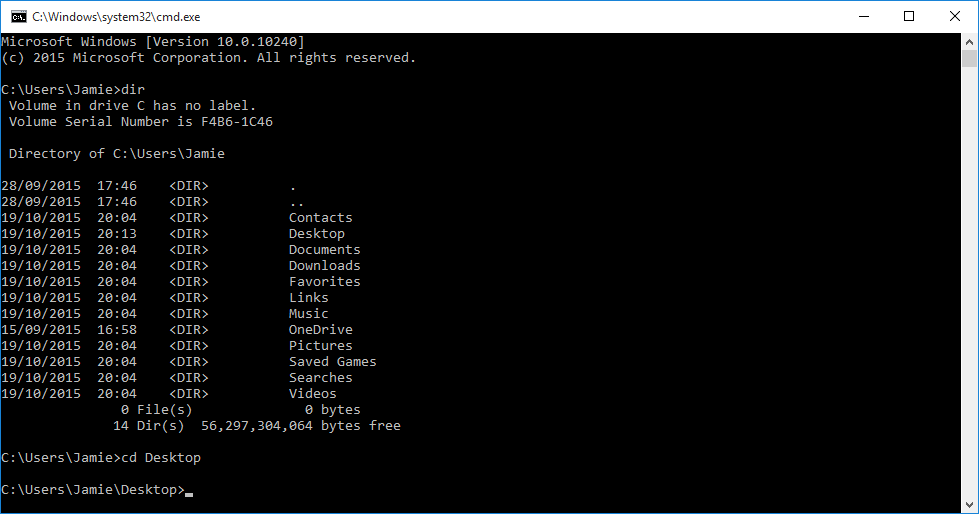 C:\Windows\system32\cmd.exe
Microsoft Windows [Version 10.0.10240]
(c) 2015 Microsoft Corporation. All rights reserved.
C:\Users\Jamie>dir
 Volume in drive C has no label.
 Volume Serial Number is F4B6-1C46
 Directory of C:\Users\Jamie
28/09/2015  17:46    <DIR>          .
28/09/2015  17:46    <DIR>          ..
19/10/2015  20:04    <DIR>          Contacts
19/10/2015  20:13    <DIR>          Desktop
19/10/2015  20:04    <DIR>          Documents
19/10/2015  20:04    <DIR>          Downloads
19/10/2015  20:04    <DIR>          Favorites
19/10/2015  20:04    <DIR>          Links
19/10/2015  20:04    <DIR>          Music
15/09/2015  16:58    <DIR>          OneDrive
19/10/2015  20:04    <DIR>          Pictures
19/10/2015  20:04    <DIR>          Saved Games
19/10/2015  20:04    <DIR>          Searches
19/10/2015  20:04    <DIR>          Videos
               0 File(s)              0 bytes
              14 Dir(s)  56,297,304,064 bytes free
C:\Users\Jamie>cd Desktop
C:\Users\Jamie\Desktop>_